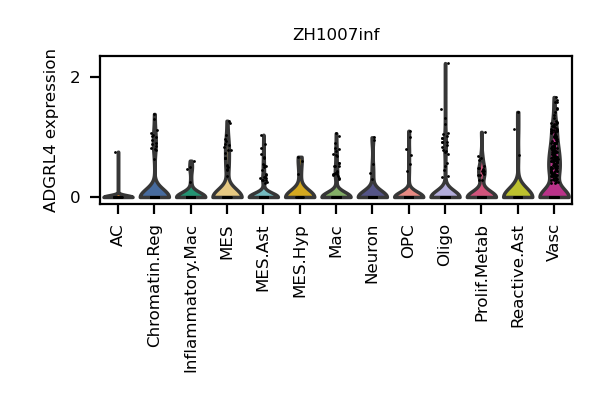 ZH1007inf
ADGRL4 expression
2
0
AC
Chromatin.Reg
Inflammatory.Mac
MES
MES.Ast
MES.Hyp
Mac
Neuron
OPC
Oligo
Prolif.Metab
Reactive.Ast
Vasc